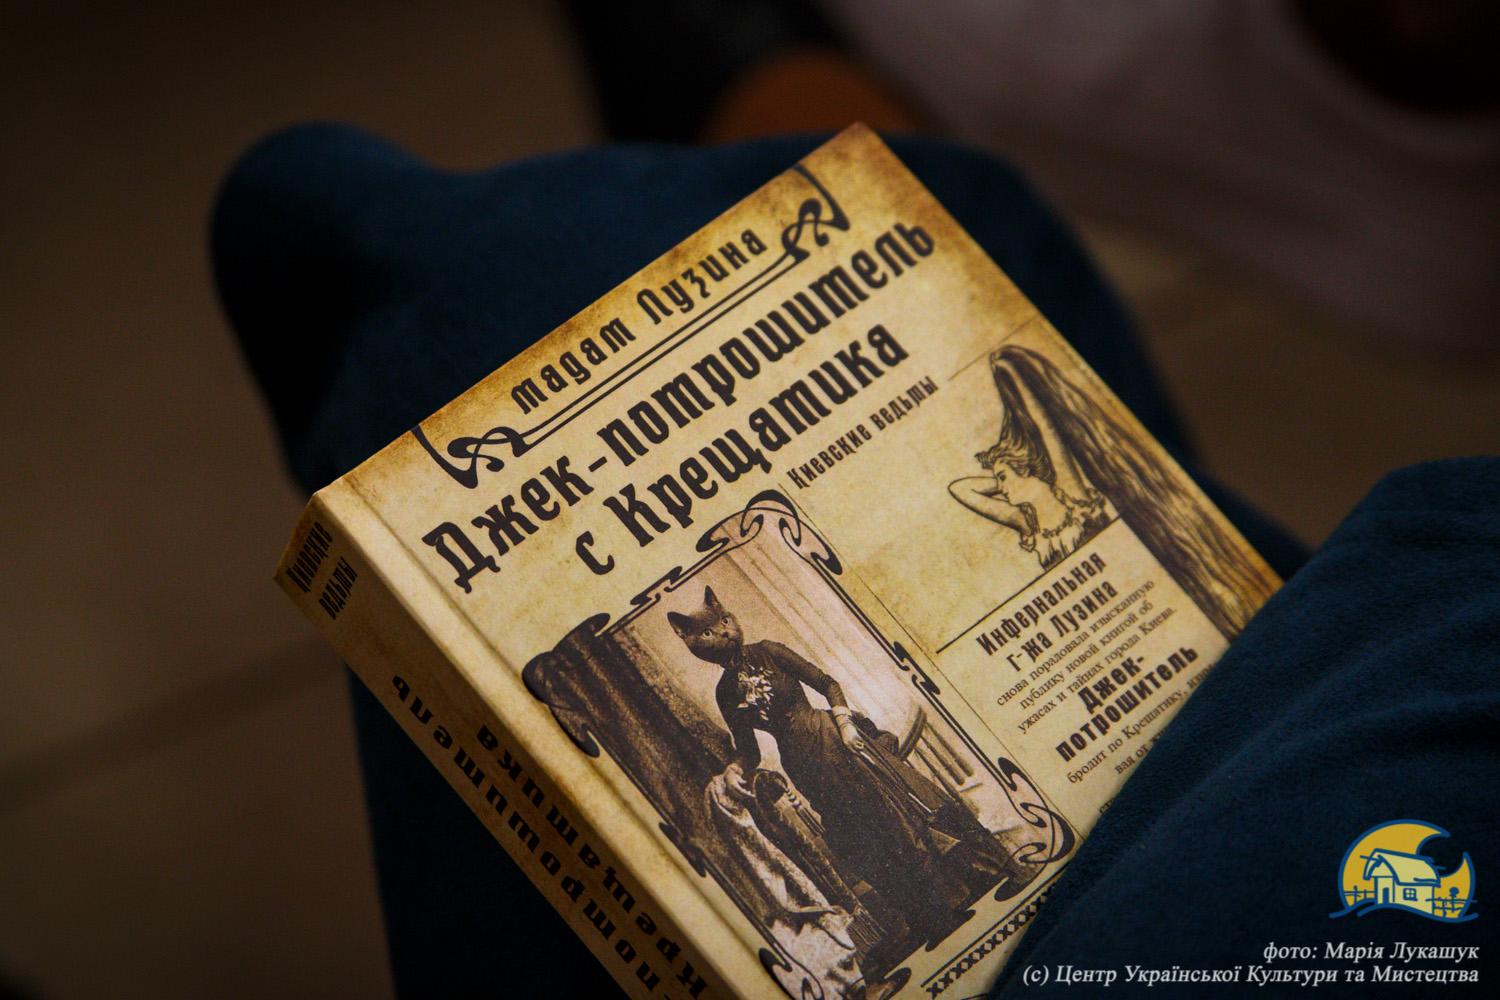 мадам Лузина
Джек-потрошитель
с Крещатика
Киевские ведьмы
Инфернальная
г-жа Лузина
снова порадовала изысканную
публику новой книгой об
ужасах и тайнах города Киева.
Джек-
потрошитель
бродит по Крещатику,
вая от
Киевские
ведьмы
потрошитель
Крещатика
фото: Марія Лукашук
(с) Центр Української Культури та Мистецтва